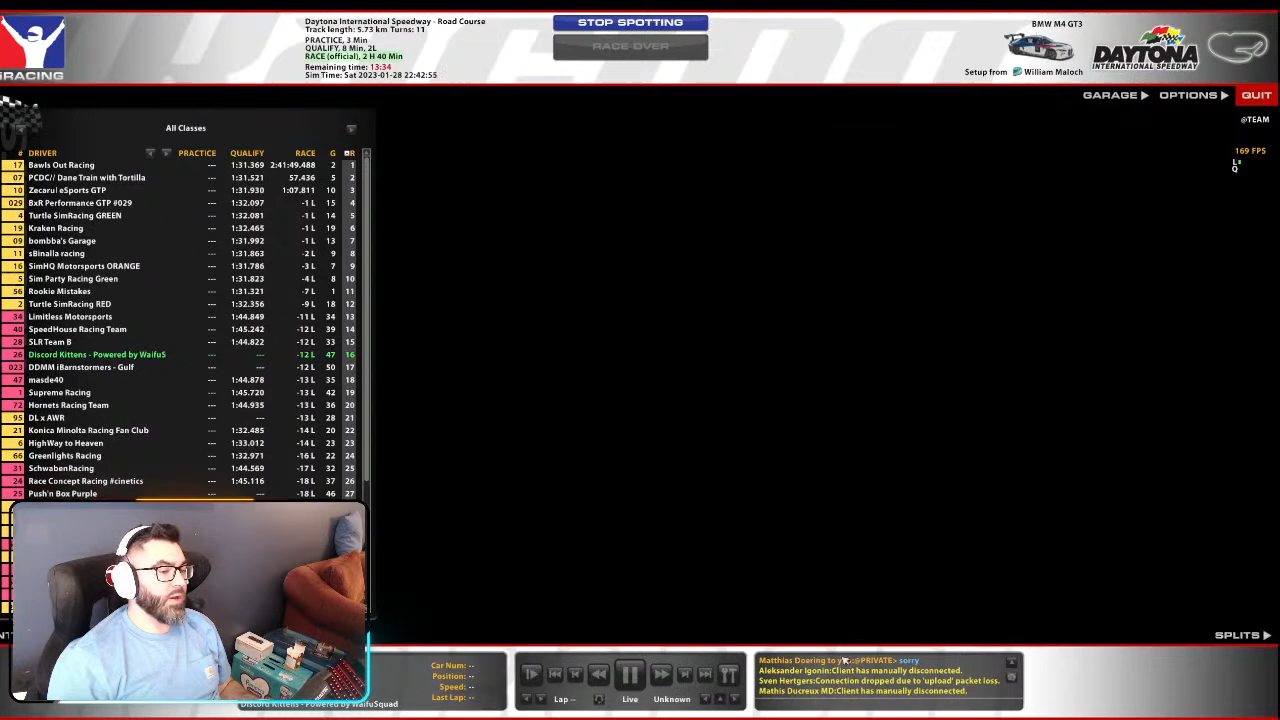 Daytona International Speedway - Road Course
Track length: 5.73 km Turns: 11
PRACTICE, 3 Min
QUALIFY, 8 Min, 2L
RACE (official), 2 H 40 Min
Remaining time: 13:34
Sim Time: Sat 2023-01-28 22:42:55
STOP SPOTTING
RACE OVER
BMW M4 GT3
Setup from William Maloch
DAYTONA
INTERNATIONAL SPEEDWAY
GARAGE OPTIONS QUIT
@TEAM
169 FPS
L
Q
All Classes
# DRIVER PRACTICE QUALIFY RACE G R
17 Bawls Out Racing --- 1:31.369 2:41:49.488 2 1
07 PCDC// Dane Train with Tortilla --- 1:31.521 57.436 5 2
10 Zecarul eSports GTP --- 1:31.930 1:07.811 10 3
029 BxR Performance GTP #029 --- 1:32.097 -1 L 15 4
4 Turtle SimRacing GREEN --- 1:32.081 -1 L 14 5
19 Kraken Racing --- 1:32.465 -1 L 19 6
09 bombba's Garage --- 1:31.992 -1 L 13 7
11 sBinalla racing --- 1:31.863 -2 L 9 8
16 SimHQ Motorsports ORANGE --- 1:31.786 -3 L 7 9
5 Sim Party Racing Green --- 1:31.823 -4 L 8 10
56 Rookie Mistakes --- 1:31.321 -7 L 1 11
2 Turtle SimRacing RED --- 1:32.356 -9 L 18 12
34 Limitless Motorsports --- 1:44.849 -11 L 34 13
40 SpeedHouse Racing Team --- 1:45.242 -12 L 39 14
28 SLR Team B --- 1:44.822 -12 L 33 15
26 Discord Kittens - Powered by WaifuS --- --- -12 L 47 16
023 DDMM iBarnstormers - Gulf --- --- -12 L 50 17
47 masde40 --- 1:44.878 -13 L 35 18
1 Supreme Racing --- 1:45.720 -13 L 42 19
72 Hornets Racing Team --- 1:44.935 -13 L 36 20
95 DL x AWR --- --- -13 L 28 21
21 Konica Minolta Racing Fan Club --- 1:32.485 -14 L 20 22
6 HighWay to Heaven --- 1:33.012 -14 L 23 23
66 Greenlights Racing --- 1:32.971 -16 L 22 24
31 SchwabenRacing --- 1:44.569 -17 L 32 25
24 Race Concept Racing #cinetics --- 1:45.116 -18 L 37 26
25 Push'n Box Purple --- --- -18 L 46 27
SPLITS
Car Num: --
Position: --
Speed: --
Last Lap: --
Discord Kittens - Powered by WaifuSquad
Lap -- Live Unknown
Matthias Doering to @PRIVATE> sorry
Aleksander Igonin:Client has manually disconnected.
Sven Hertgers:Connection dropped due to 'upload' packet loss.
Mathis Ducreux MD:Client has manually disconnected.